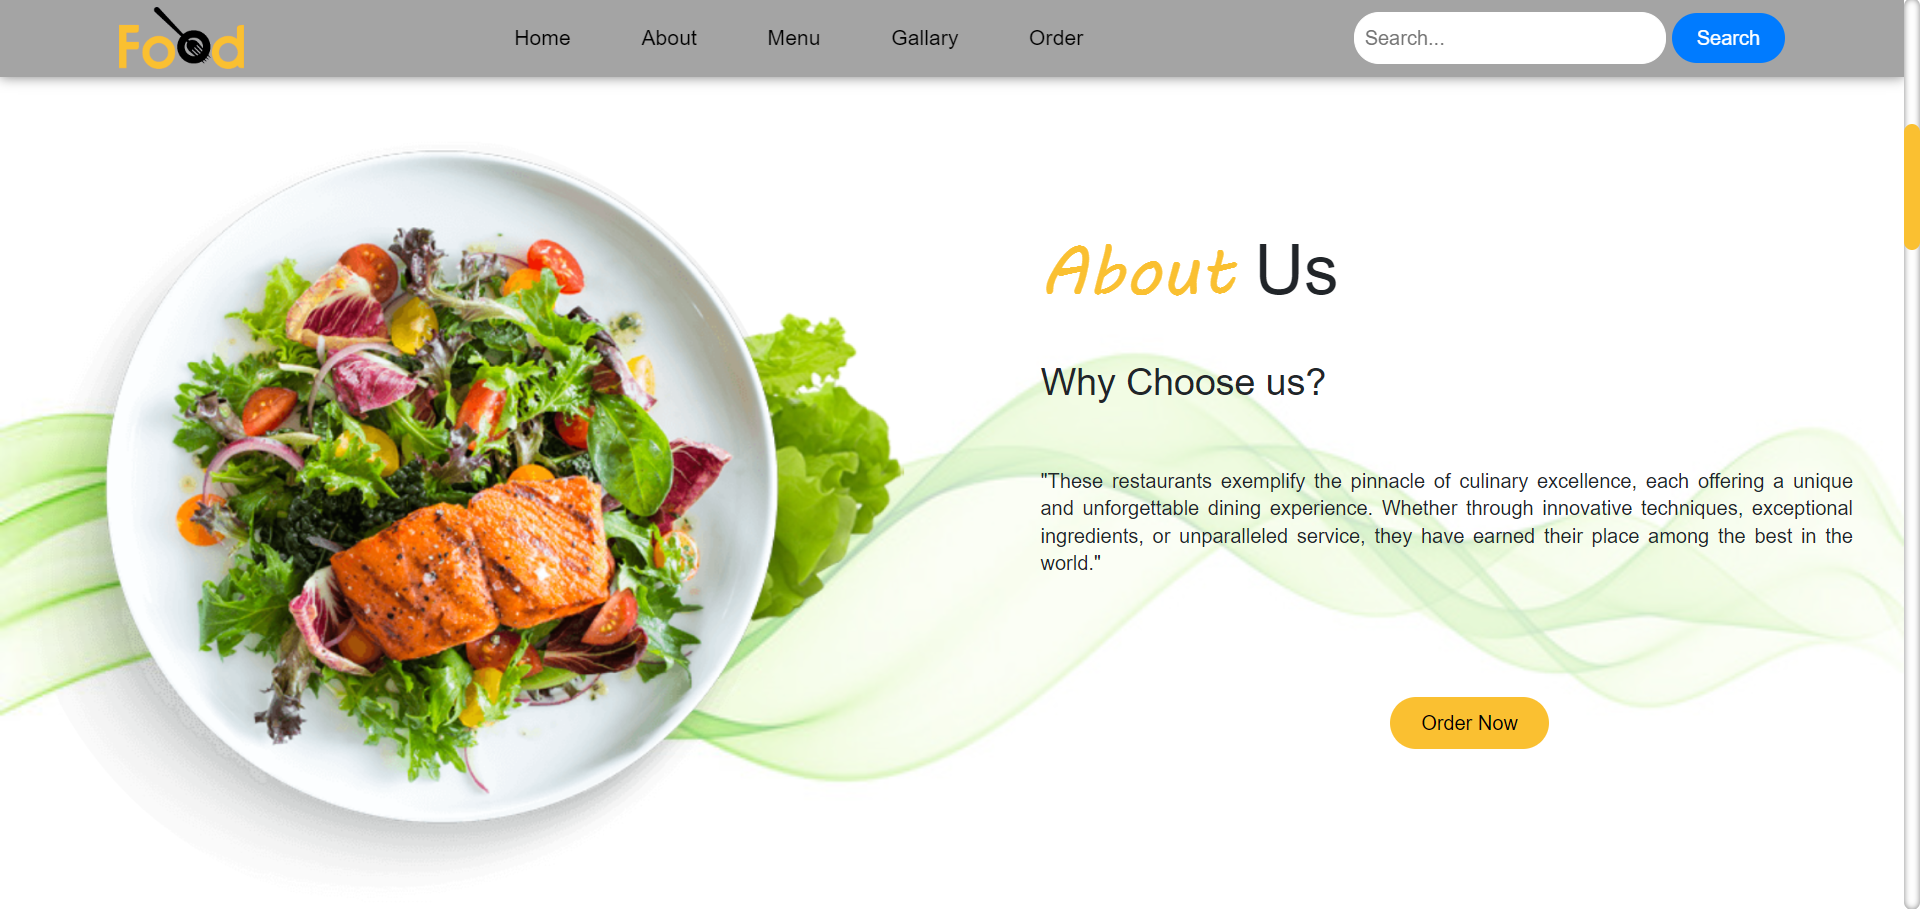 Food
Home About Menu Gallary Order
Search...
Search
About Us
Why Choose us?
"These restaurants exemplify the pinnacle of culinary excellence, each offering a unique
and unforgettable dining experience. Whether through innovative techniques, exceptional
ingredients, or unparalleled service, they have earned their place among the best in the
world."
Order Now